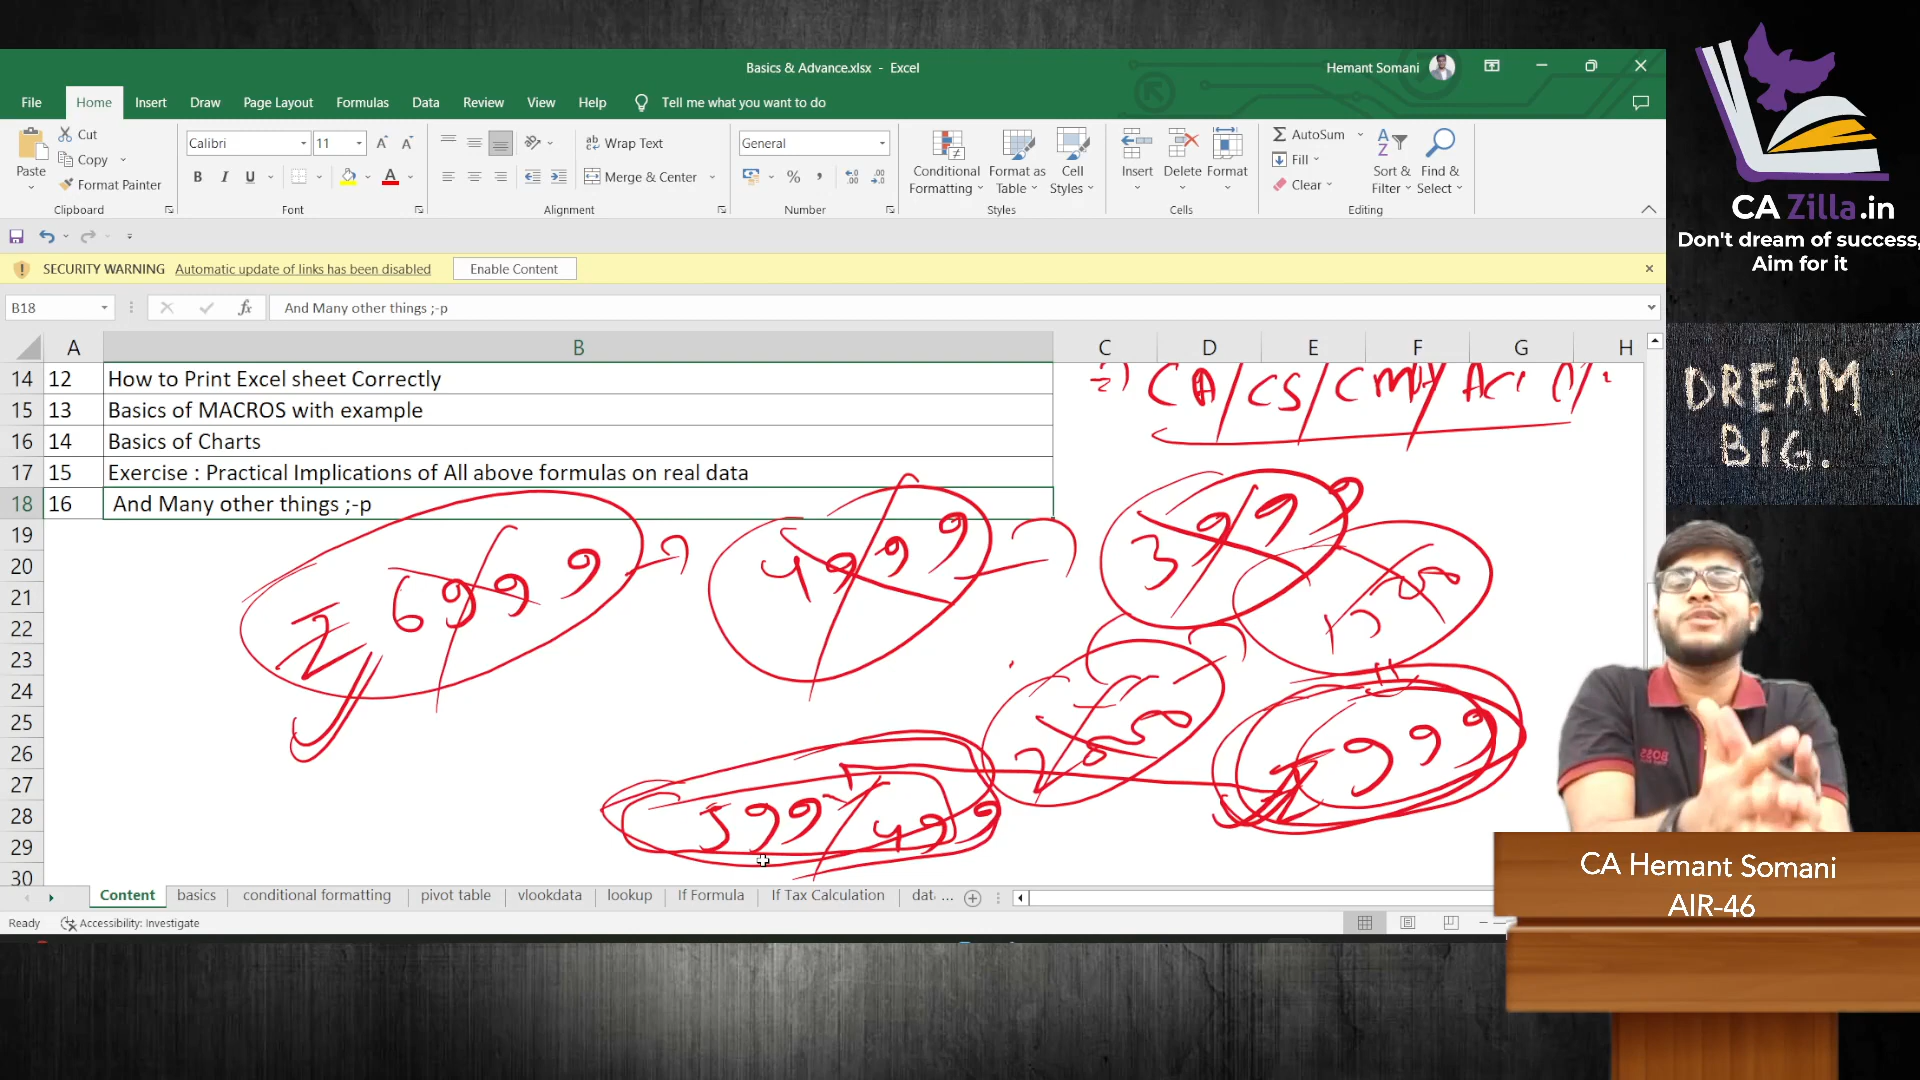 Basics & Advance.xlsx - Excel
Hemant Somani
File Home Insert Draw Page Layout Formulas Data Review View Help Tell me what you want to do
Paste
Cut
Copy
Format Painter
Calibri 11
B I U
Wrap Text
Merge & Center
General
Conditional Formatting
Format as Table
Cell Styles
Insert Delete Format
AutoSum
Fill
Clear
Sort & Filter
Find & Select
Clipboard Font Alignment Number Styles Cells Editing
SECURITY WARNING Automatic update of links has been disabled Enable Content
B18 fx And Many other things ;-p
A B C D E F G H
14 12 How to Print Excel sheet Correctly
15 13 Basics of MACROS with example
16 14 Basics of Charts
17 15 Exercise : Practical Implications of All above formulas on real data
18 16 And Many other things ;-p
19
20
21
22
23
24
25
26
27
28
29
30
CA/CS/CMA/
6999 4999 3999
999
599/499
Content basics conditional formatting pivot table vlookdata lookup If Formula If Tax Calculation dat ...
Ready Accessibility: Investigate
CA Zilla.in
Don't dream of success,
Aim for it
DREAM
BIG.
BOSS
CA Hemant Somani
AIR-46